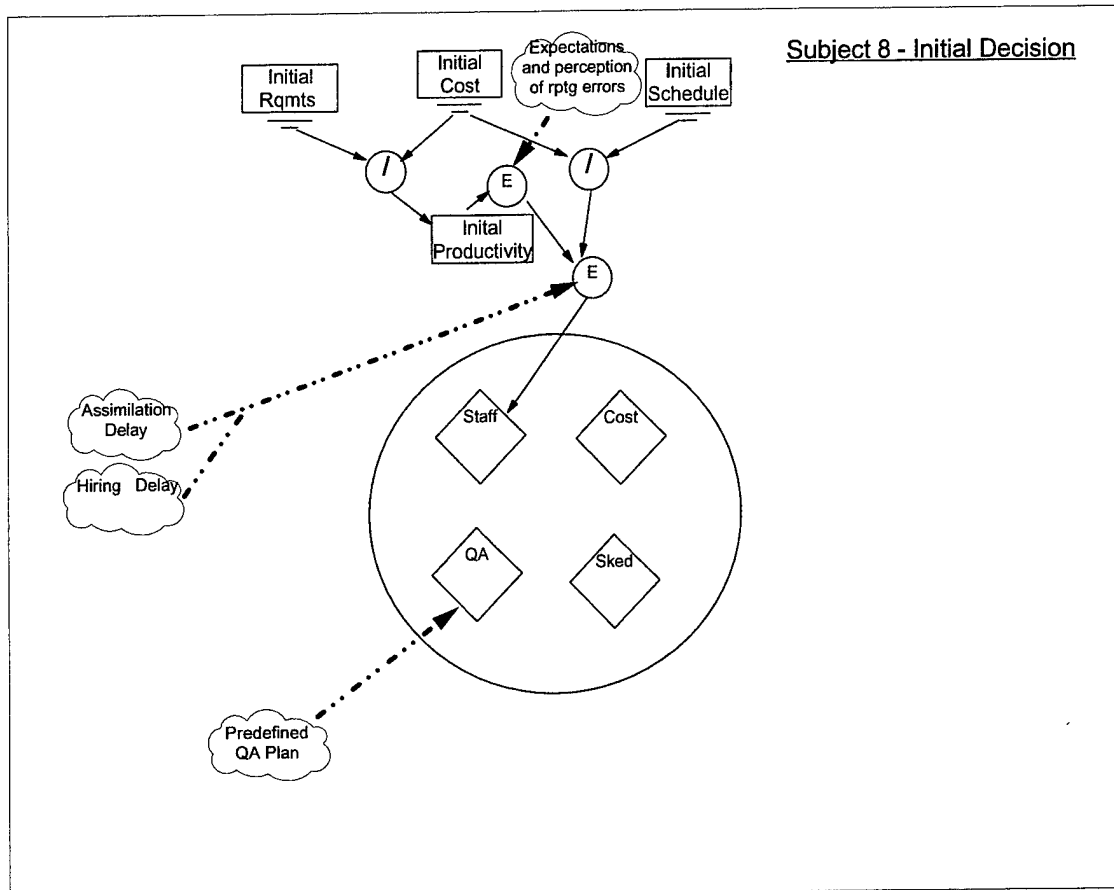 Subject 8 - Initial Decision
Initial
Rqmts
Initial
Cost
Expectations
and perception
of rptg errors
Initial
Schedule
/
E
/
Inital
Productivity
E
Assimilation
Delay
Hiring Delay
Staff
Cost
QA
Sked
Predefined
QA Plan